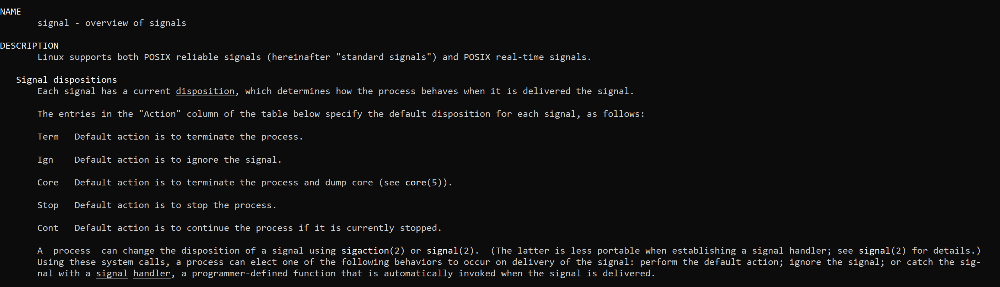 NAME
signal - overview of signals
DESCRIPTION
Linux supports both POSIX reliable signals (hereinafter "standard signals") and POSIX real-time signals.
Signal dispositions
Each signal has a current disposition, which determines how the process behaves when it is delivered the signal.
The entries in the "Action" column of the table below specify the default disposition for each signal, as follows:
Term   Default action is to terminate the process.
Ign    Default action is to ignore the signal.
Core   Default action is to terminate the process and dump core (see core(5)).
Stop   Default action is to stop the process.
Cont   Default action is to continue the process if it is currently stopped.
A  process  can change the disposition of a signal using sigaction(2) or signal(2).  (The latter is less portable when establishing a signal handler; see signal(2) for details.)
Using these system calls, a process can elect one of the following behaviors to occur on delivery of the signal: perform the default action; ignore the signal; or catch the sig-
nal with a signal handler, a programmer-defined function that is automatically invoked when the signal is delivered.